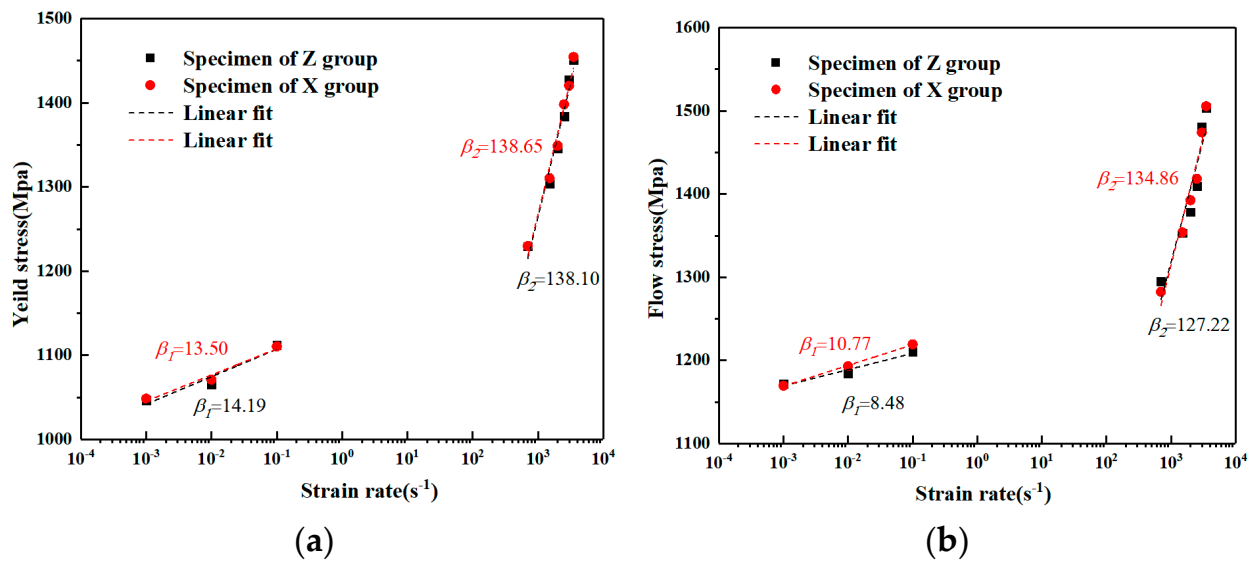 1500
1400
1300
1200
1100
1000
Yeild stress(Mpa)
Specimen of Z group
Specimen of X group
Linear fit
Linear fit
β2=138.65
β2=138.10
β1=13.50
β1=14.19
10-4 10-3 10-2 10-1 100 101 102 103 104
Strain rate(s-1)
(a)
1600
1500
1400
1300
1200
1100
Flow stress(Mpa)
Specimen of Z group
Specimen of X group
Linear fit
Linear fit
β2=134.86
β2=127.22
β1=10.77
β1=8.48
10-4 10-3 10-2 10-1 100 101 102 103 104
Strain rate(s-1)
(b)